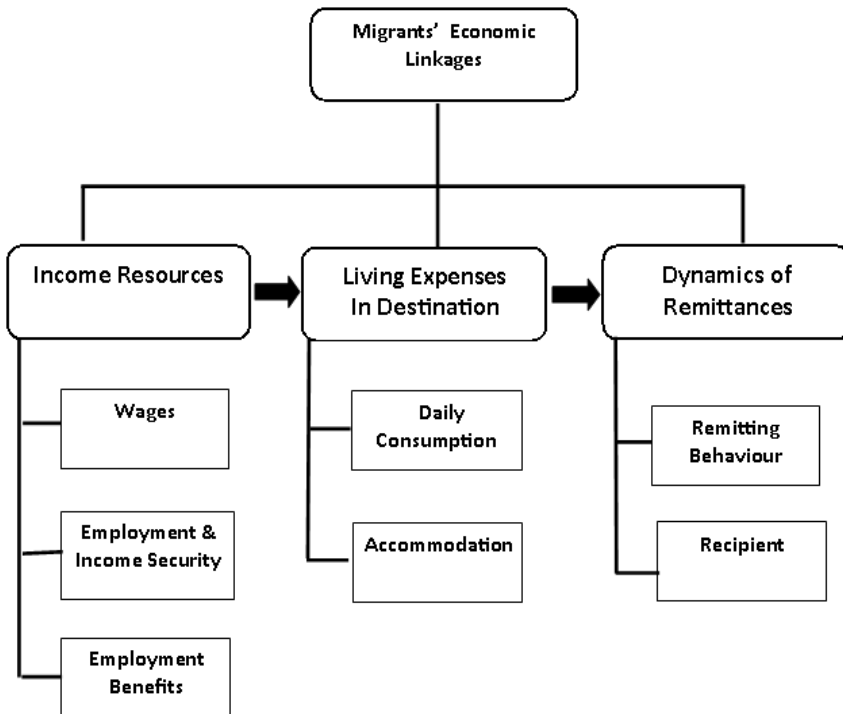 Migrants’ Economic
Linkages
Income Resources
Living Expenses
In Destination
Dynamics of
Remittances
Wages
Employment &
Income Security
Employment
Benefits
Daily
Consumption
Accommodation
Remitting
Behaviour
Recipient